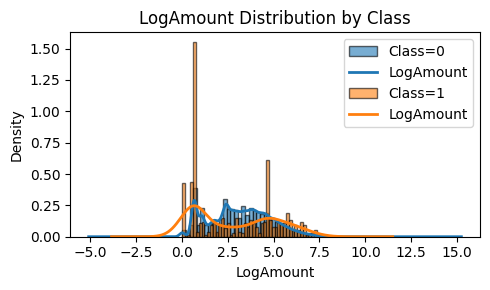 LogAmount Distribution by Class
Density
1.50
1.25
1.00
0.75
0.50
0.25
0.00
Class=0
LogAmount
Class=1
LogAmount
−5.0 −2.5 0.0 2.5 5.0 7.5 10.0 12.5 15.0
LogAmount